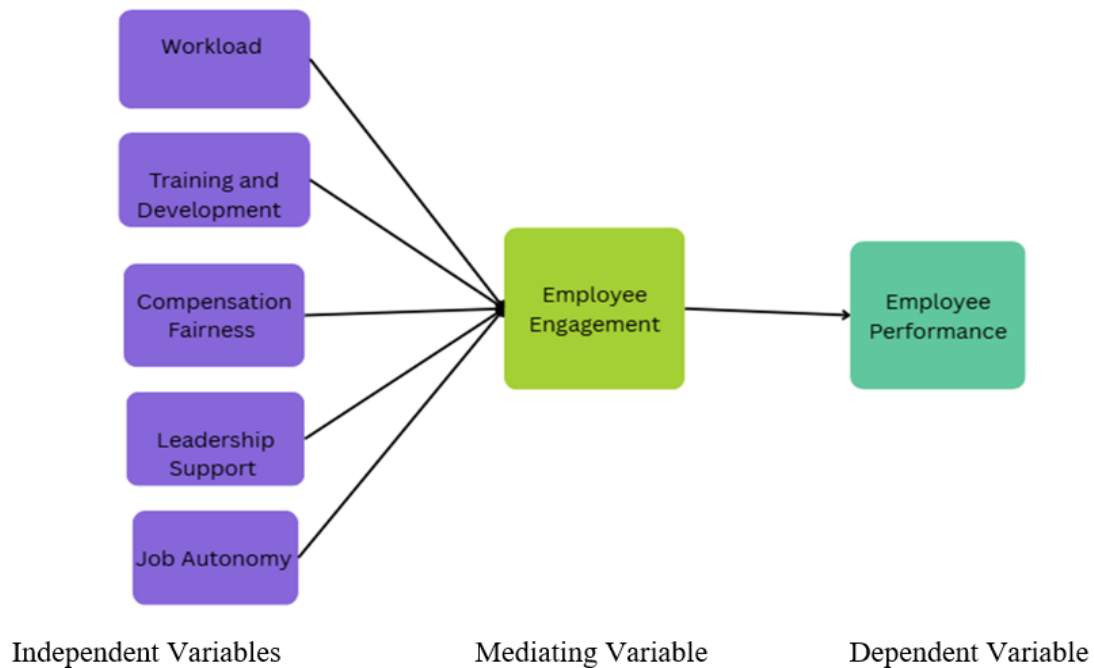 Workload
Training and
Development
Compensation
Fairness
Leadership
Support
Job Autonomy
Employee
Engagement
Employee
Performance
Independent Variables
Mediating Variable
Dependent Variable